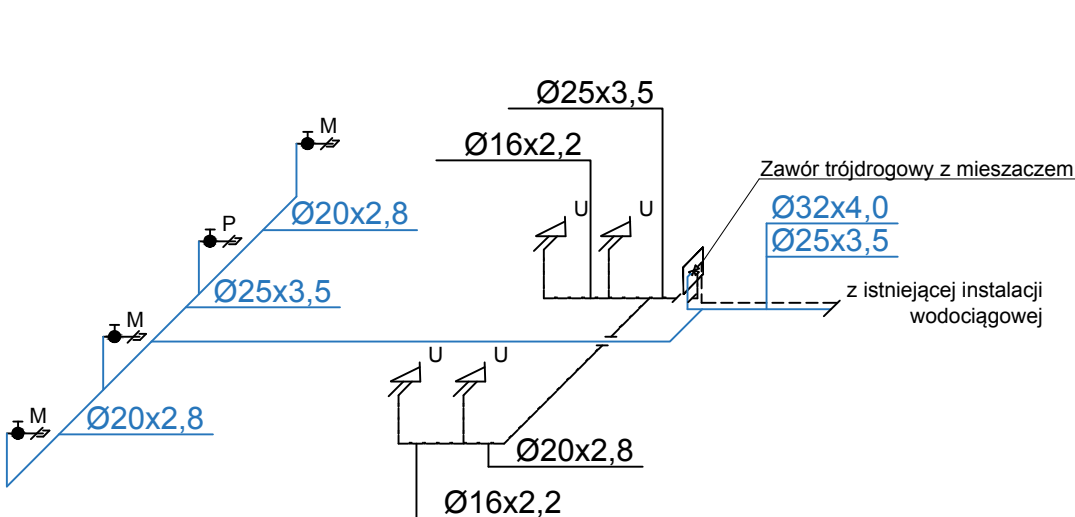 Ø25x3,5
M
Ø16x2,2
Zawór trójdrogowy z mieszaczem
Ø20x2,8
U
U
Ø32x4,0
P
Ø25x3,5
Ø25x3,5
z istniejącej instalacji
wodociągowej
M
U
U
M
Ø20x2,8
Ø20x2,8
Ø16x2,2